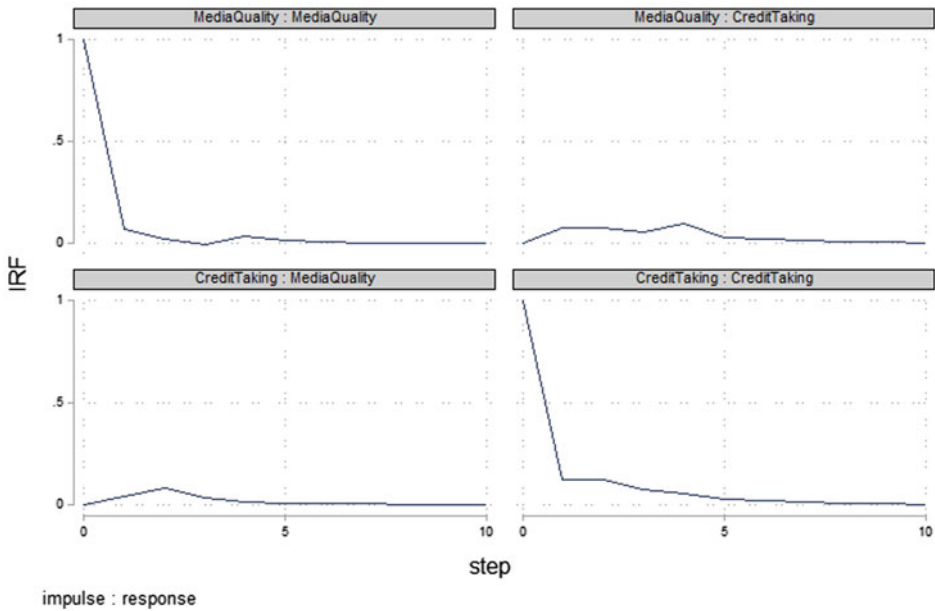 MediaQuality : MediaQuality
MediaQuality : CreditTaking
1
.5
0
IRF
CreditTaking : MediaQuality
CreditTaking : CreditTaking
1
.5
0
0 5 10 0 5 10
step
impulse : response